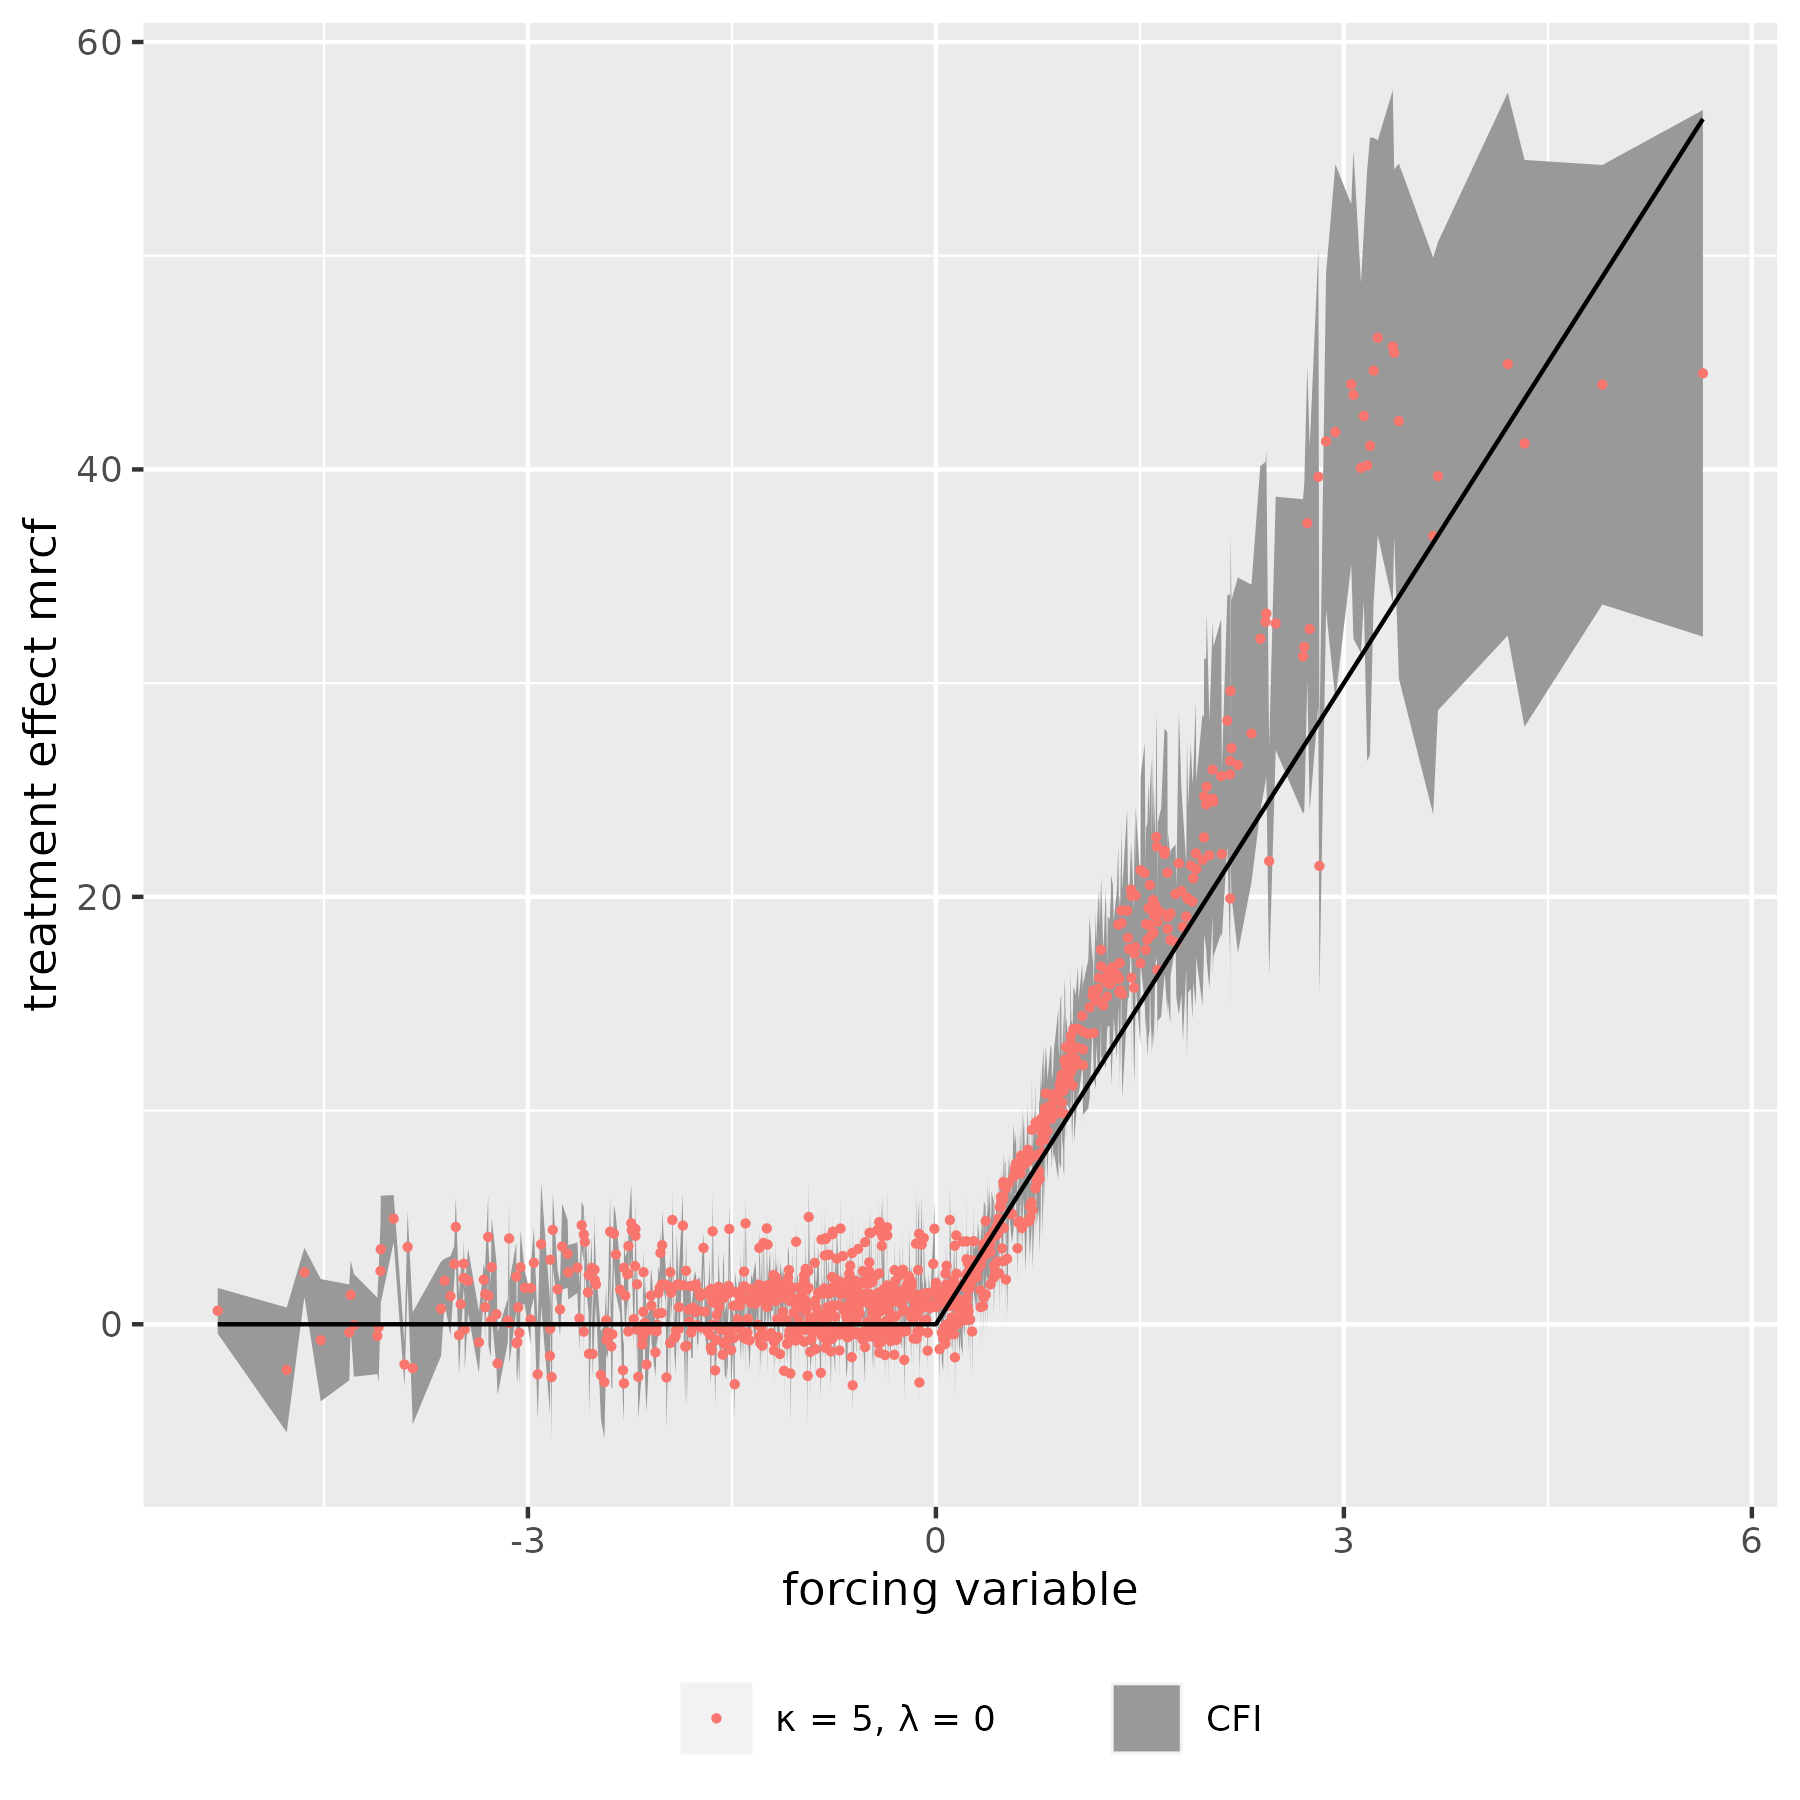 60
40
20
0
treatment effect mrcf
-3
0
3
6
forcing variable
κ = 5, λ = 0
CFI